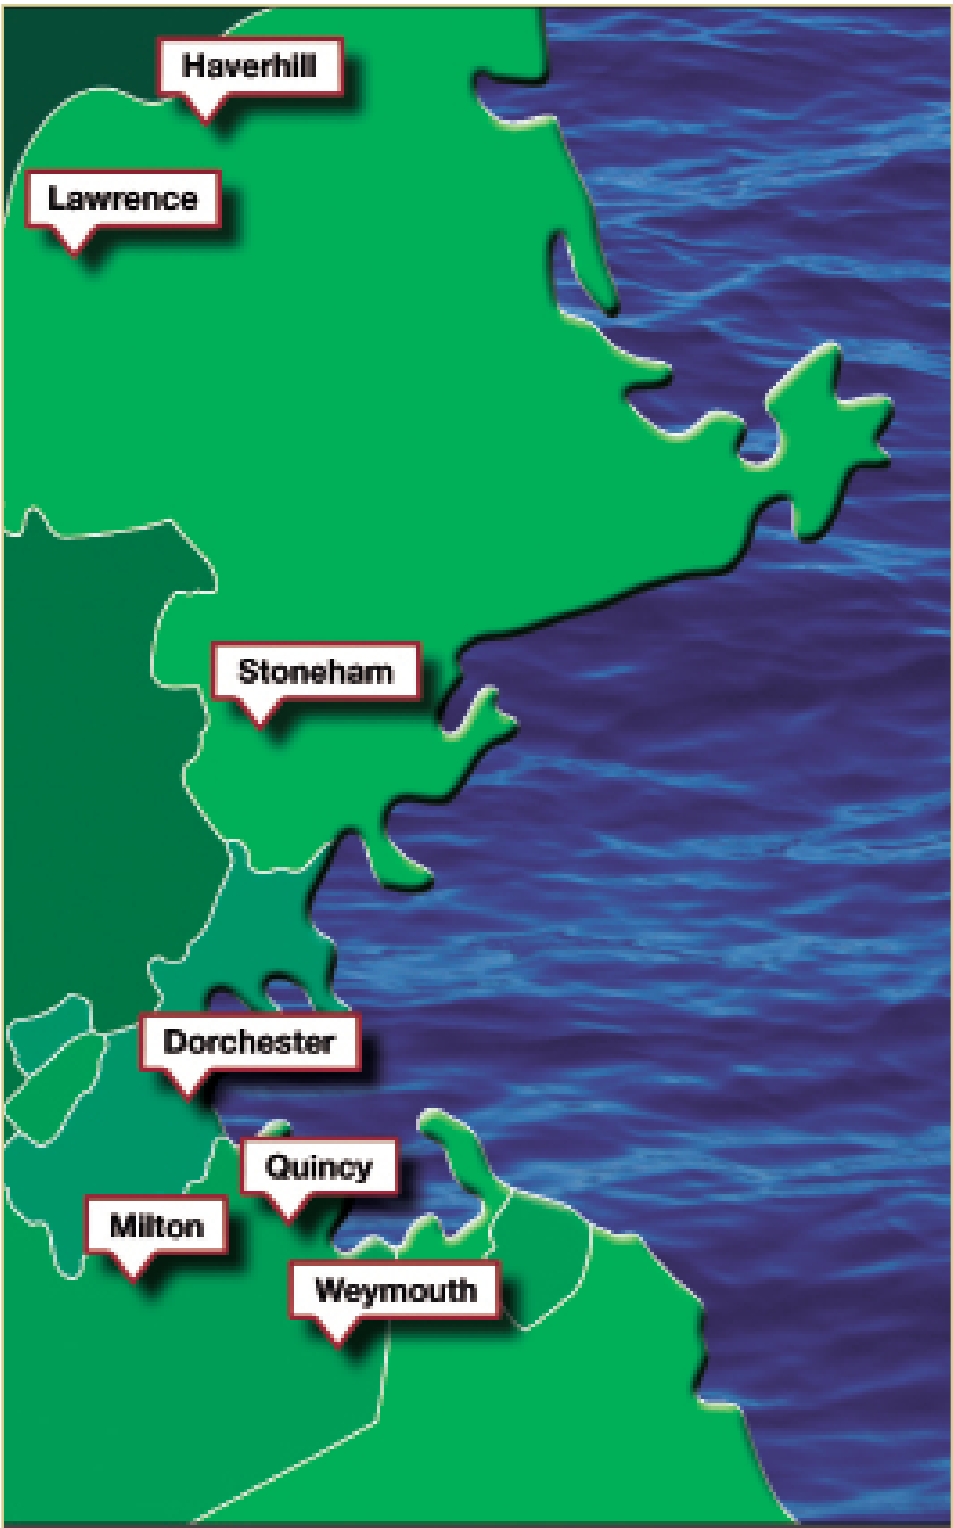 Haverhill
Lawrence
Stoneham
Dorchester
Quincy
Milton
Weymouth